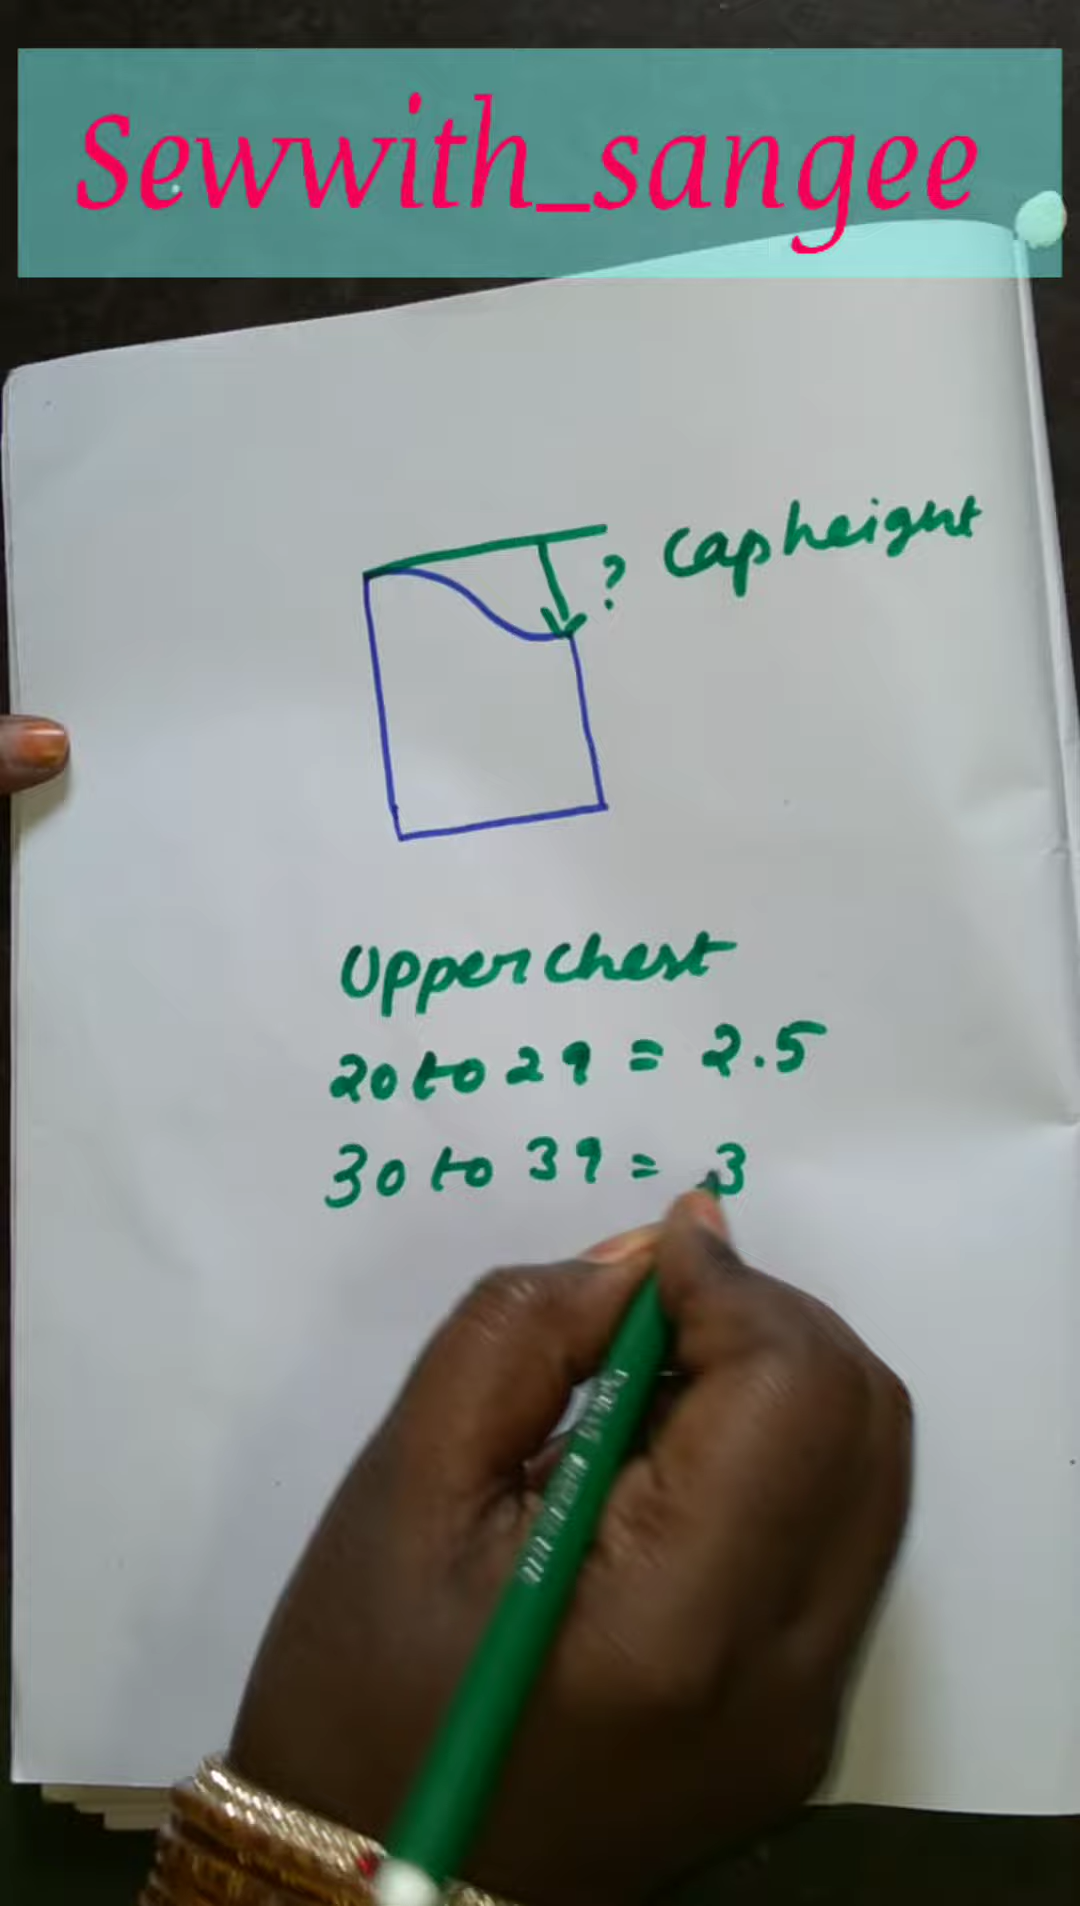 Sewwith_sangee
? Capheight
Upperchest
20 to 29 = 2.5
30 to 39 = 3